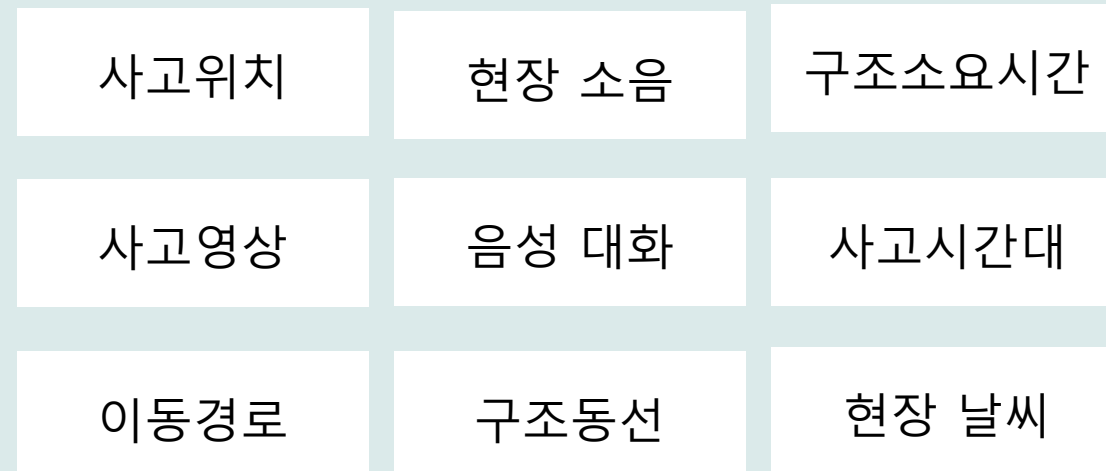 사고위치
현장 소음
구조소요시간
사고영상
음성 대화
사고시간대
이동경로
구조동선
현장 날씨